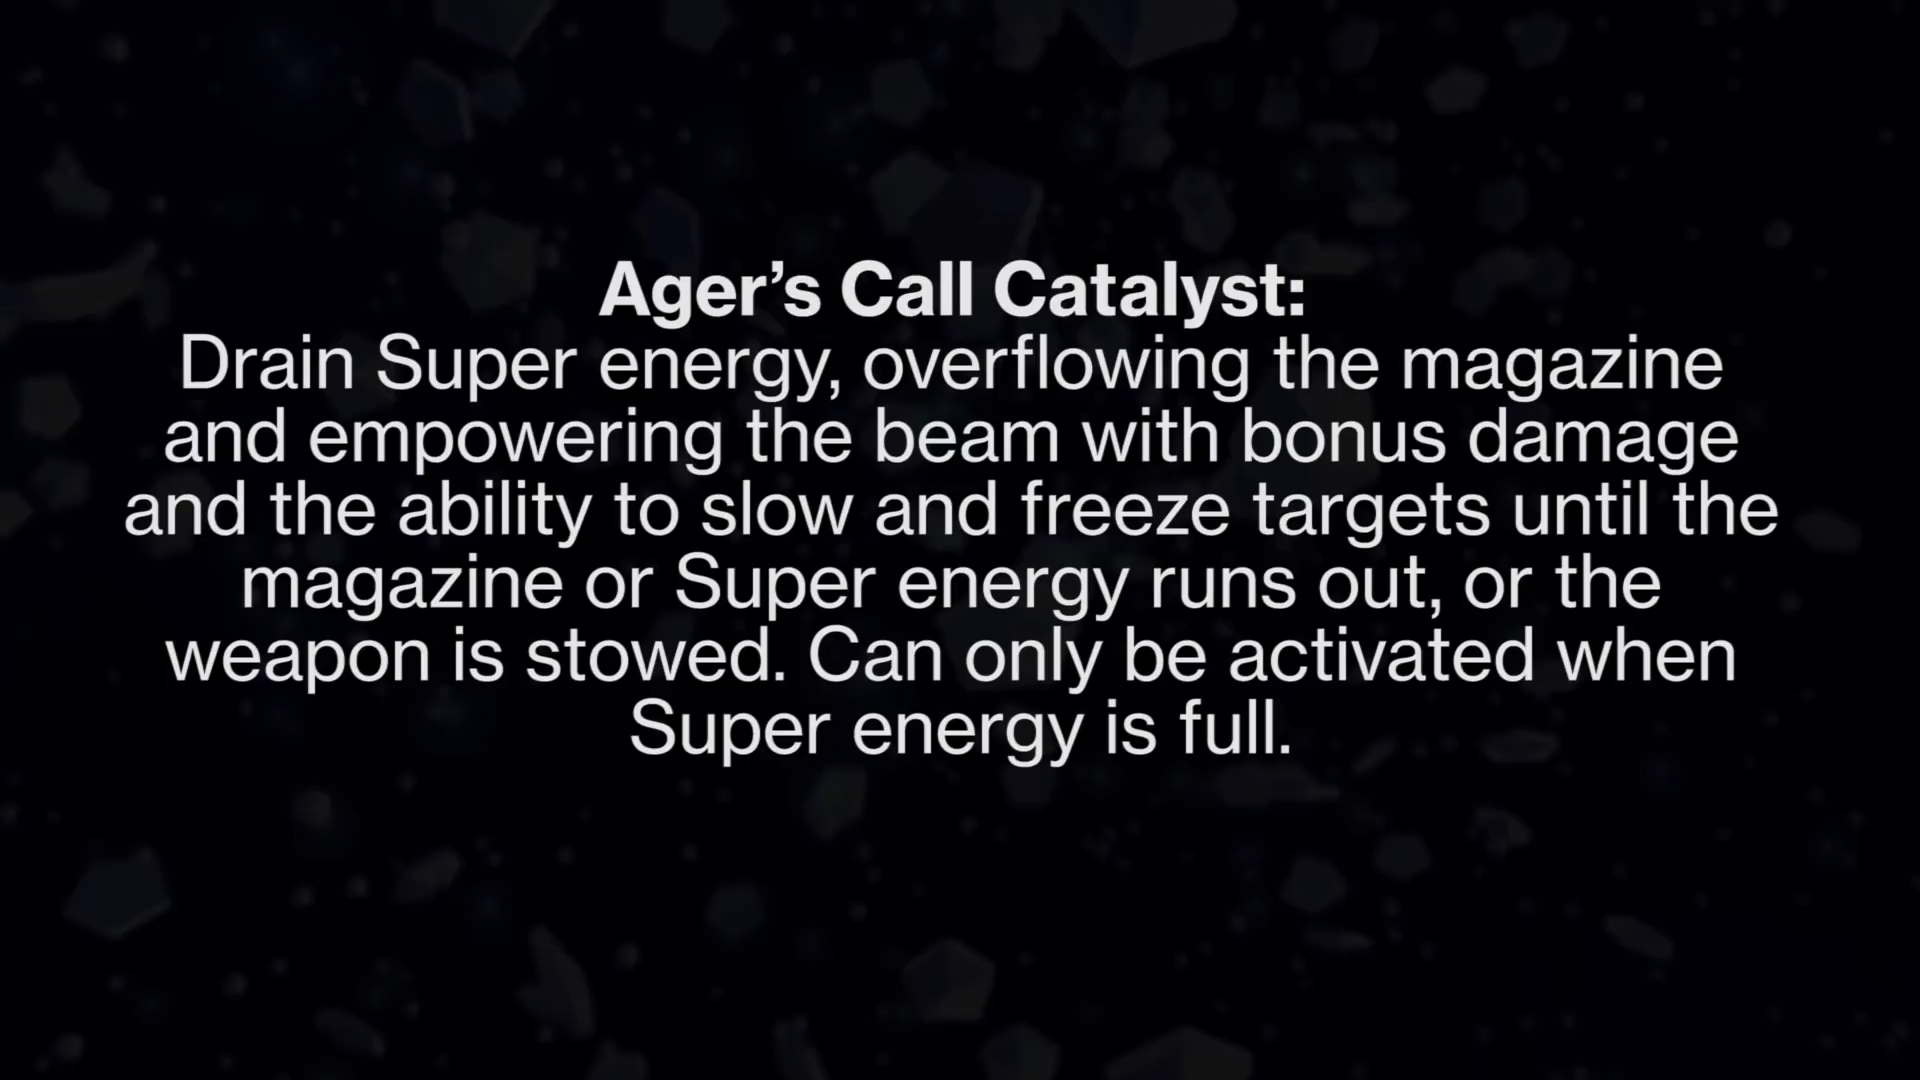 Ager’s Call Catalyst:
Drain Super energy, overflowing the magazine
and empowering the beam with bonus damage
and the ability to slow and freeze targets until the
magazine or Super energy runs out, or the
weapon is stowed. Can only be activated when
Super energy is full.